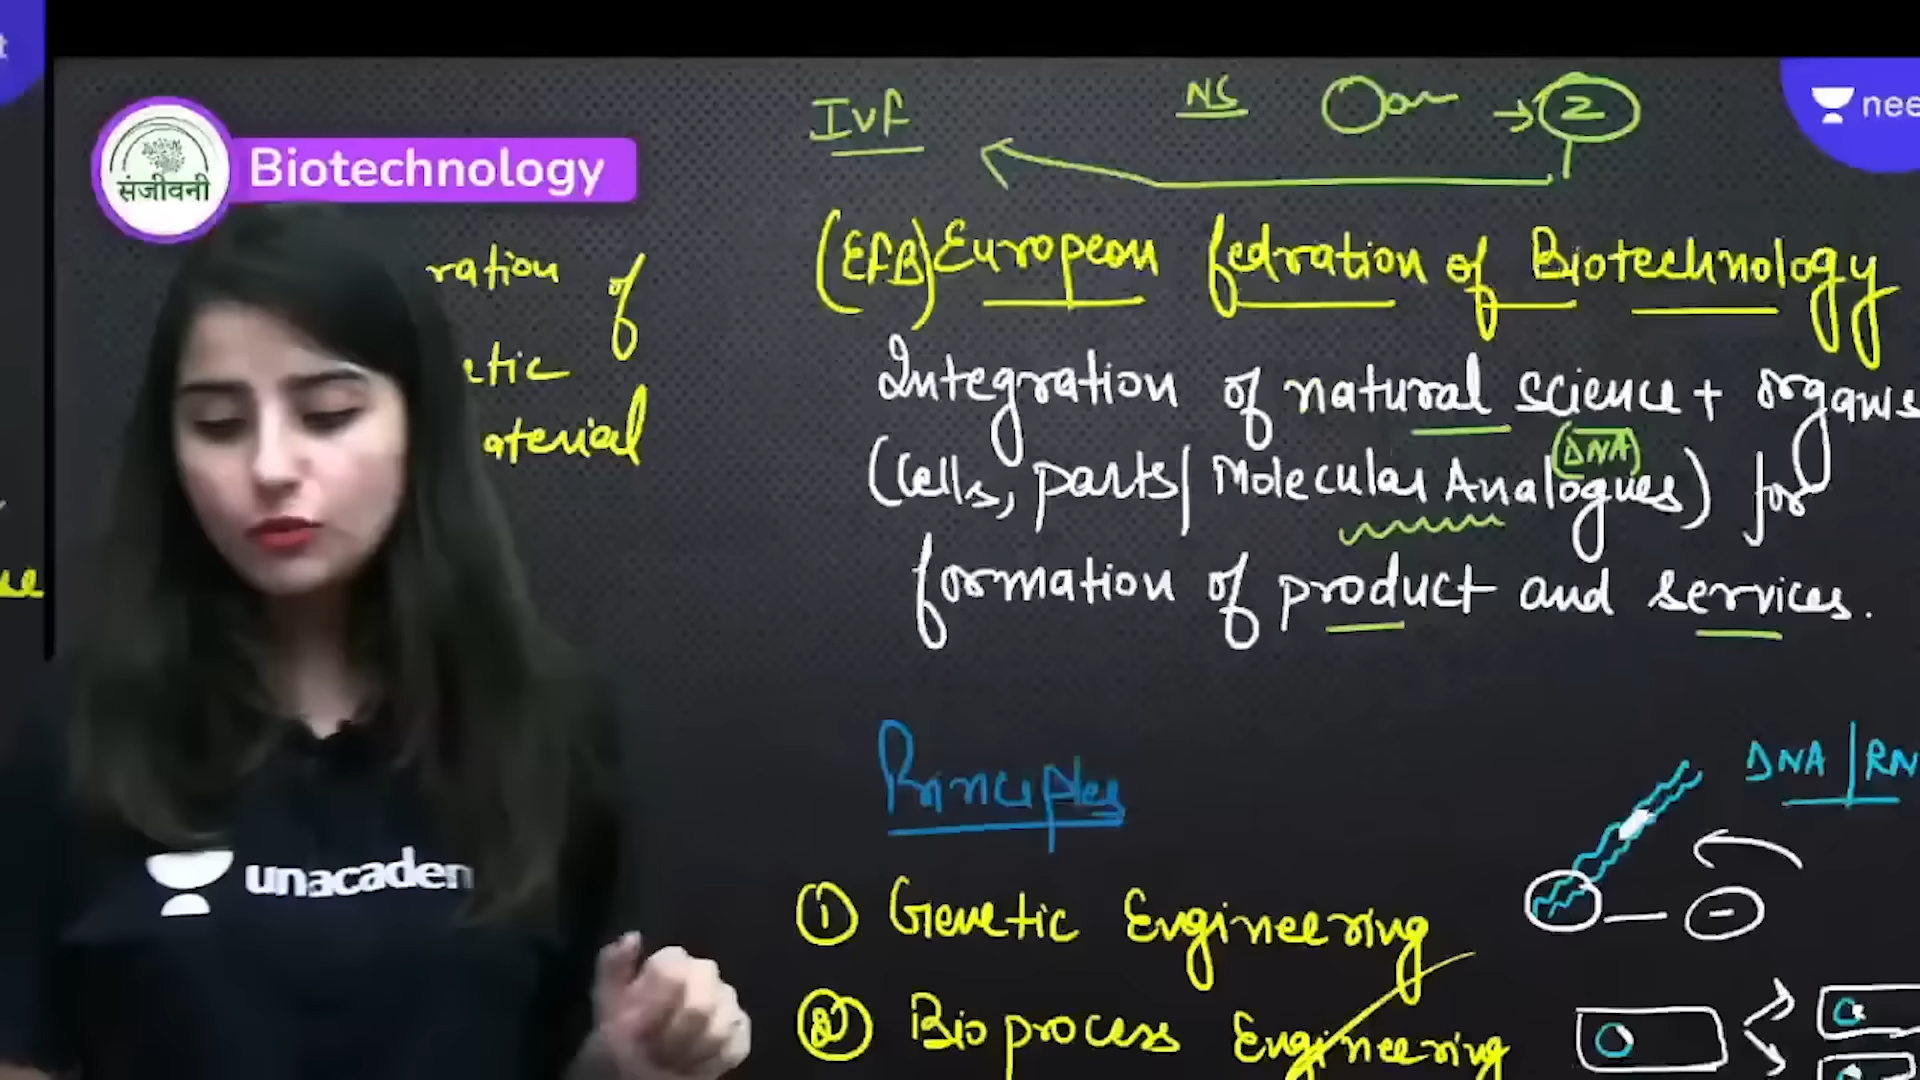 t
IVF
NS
Z
nee
संजीवनी
Biotechnology
(EFB) European fedration of Biotechnology
ration of
etic
aterial
ue
Integration of natural science + organis
(DNA)
(Cells, parts/ Molecular Analogues) for
formation of product and services.
Principles
DNA | RN
① Genetic Engineering
② Bioprocess Engineering
unacadem